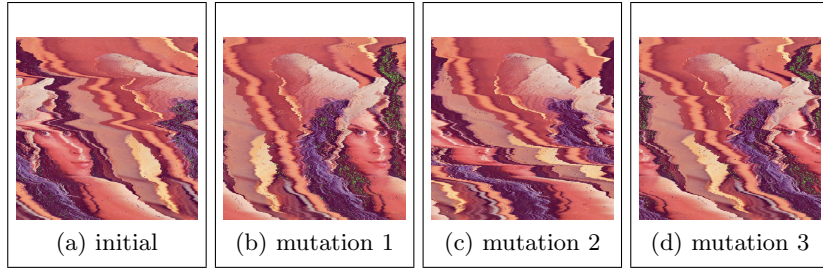 (a) initial
(b) mutation 1
(c) mutation 2
(d) mutation 3